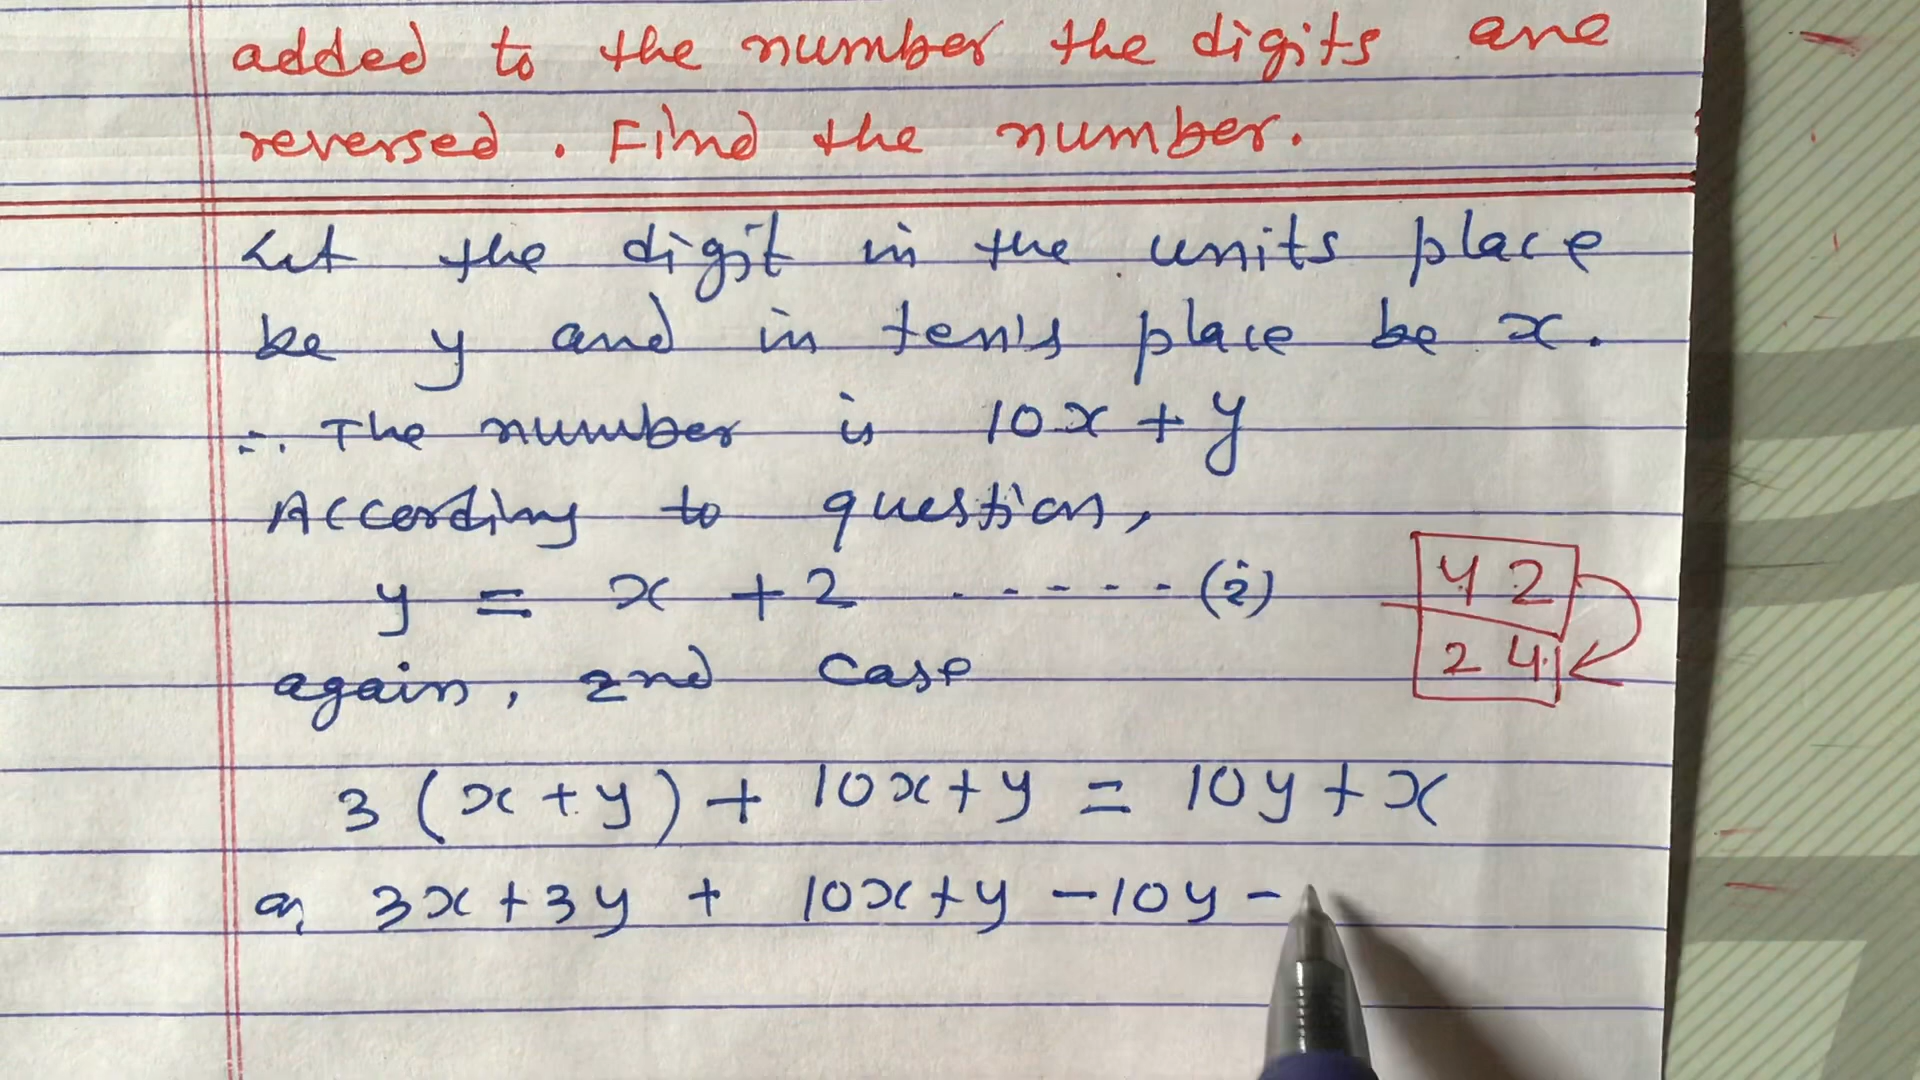 added to the number the digits are
reversed. Find the number.
Let the digit in the units place
be y and in ten's place be x.
∴ The number is 10x + y
According to question,
y = x + 2 ------ (i)
42
again, 2nd case
24
3 (x + y) + 10x + y = 10y + x
or, 3x + 3y + 10x + y - 10y -